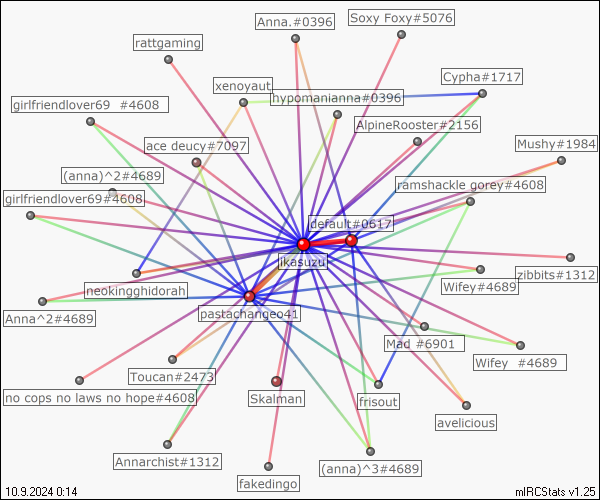 Soxy Foxy#5076
Anna.#0396
rattgaming
Cypha#1717
xenoyaut
hypomanianna#0396
girlfriendlover69 #4608
AlpineRooster#2156
ace deucy#7097
Mushy#1984
(anna)^2#4689
ramshackle gorey#4608
girlfriendlover69#4608
default#0617
ikasuzu
zibbits#1312
Wifey#4689
neokingghidorah
pastachangeo41
Anna^2#4689
Mad #6901
Wifey #4689
Toucan#2473
no cops no laws no hope#4608
Skalman
frisout
avelicious
Annarchist#1312
(anna)^3#4689
fakedingo
10.9.2024 0:14
mIRCStats v1.25